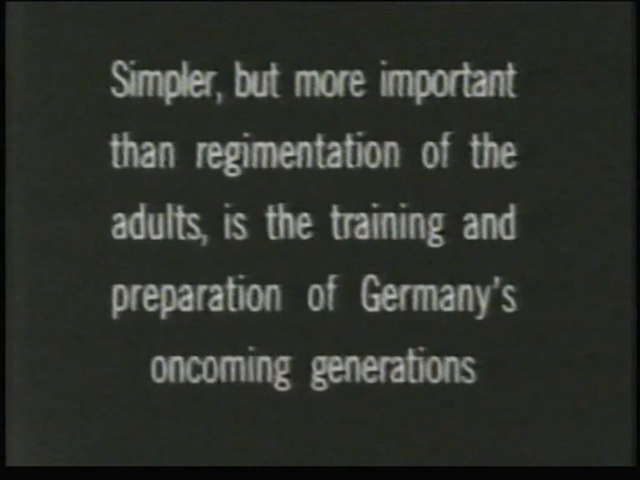 Simpler, but more important
than regimentation of the
adults, is the training and
preparation of Germany's
oncoming generations